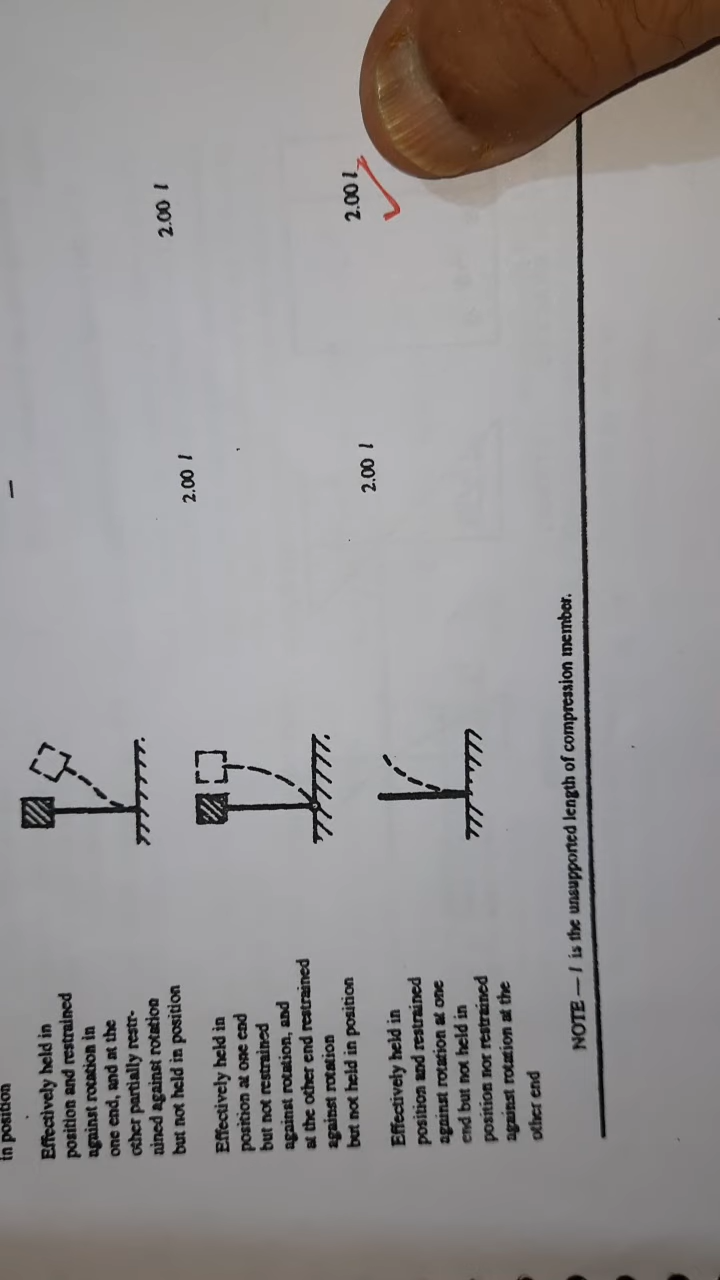 in position
Effectively held in —
position and restrained
against rotation in
one end, and at the
other partially restr-
ained against rotation
but not held in position
Effectively held in 2.00 l 2.00 l
position at one end
but not restrained
against rotation, and
at the other end restrained
against rotation
but not held in position
Effectively held in 2.00 l 2.00 l
position and restrained
against rotation at one
end but not held in
position nor restrained
against rotation at the
other end
NOTE — l is the unsupported length of compression member.